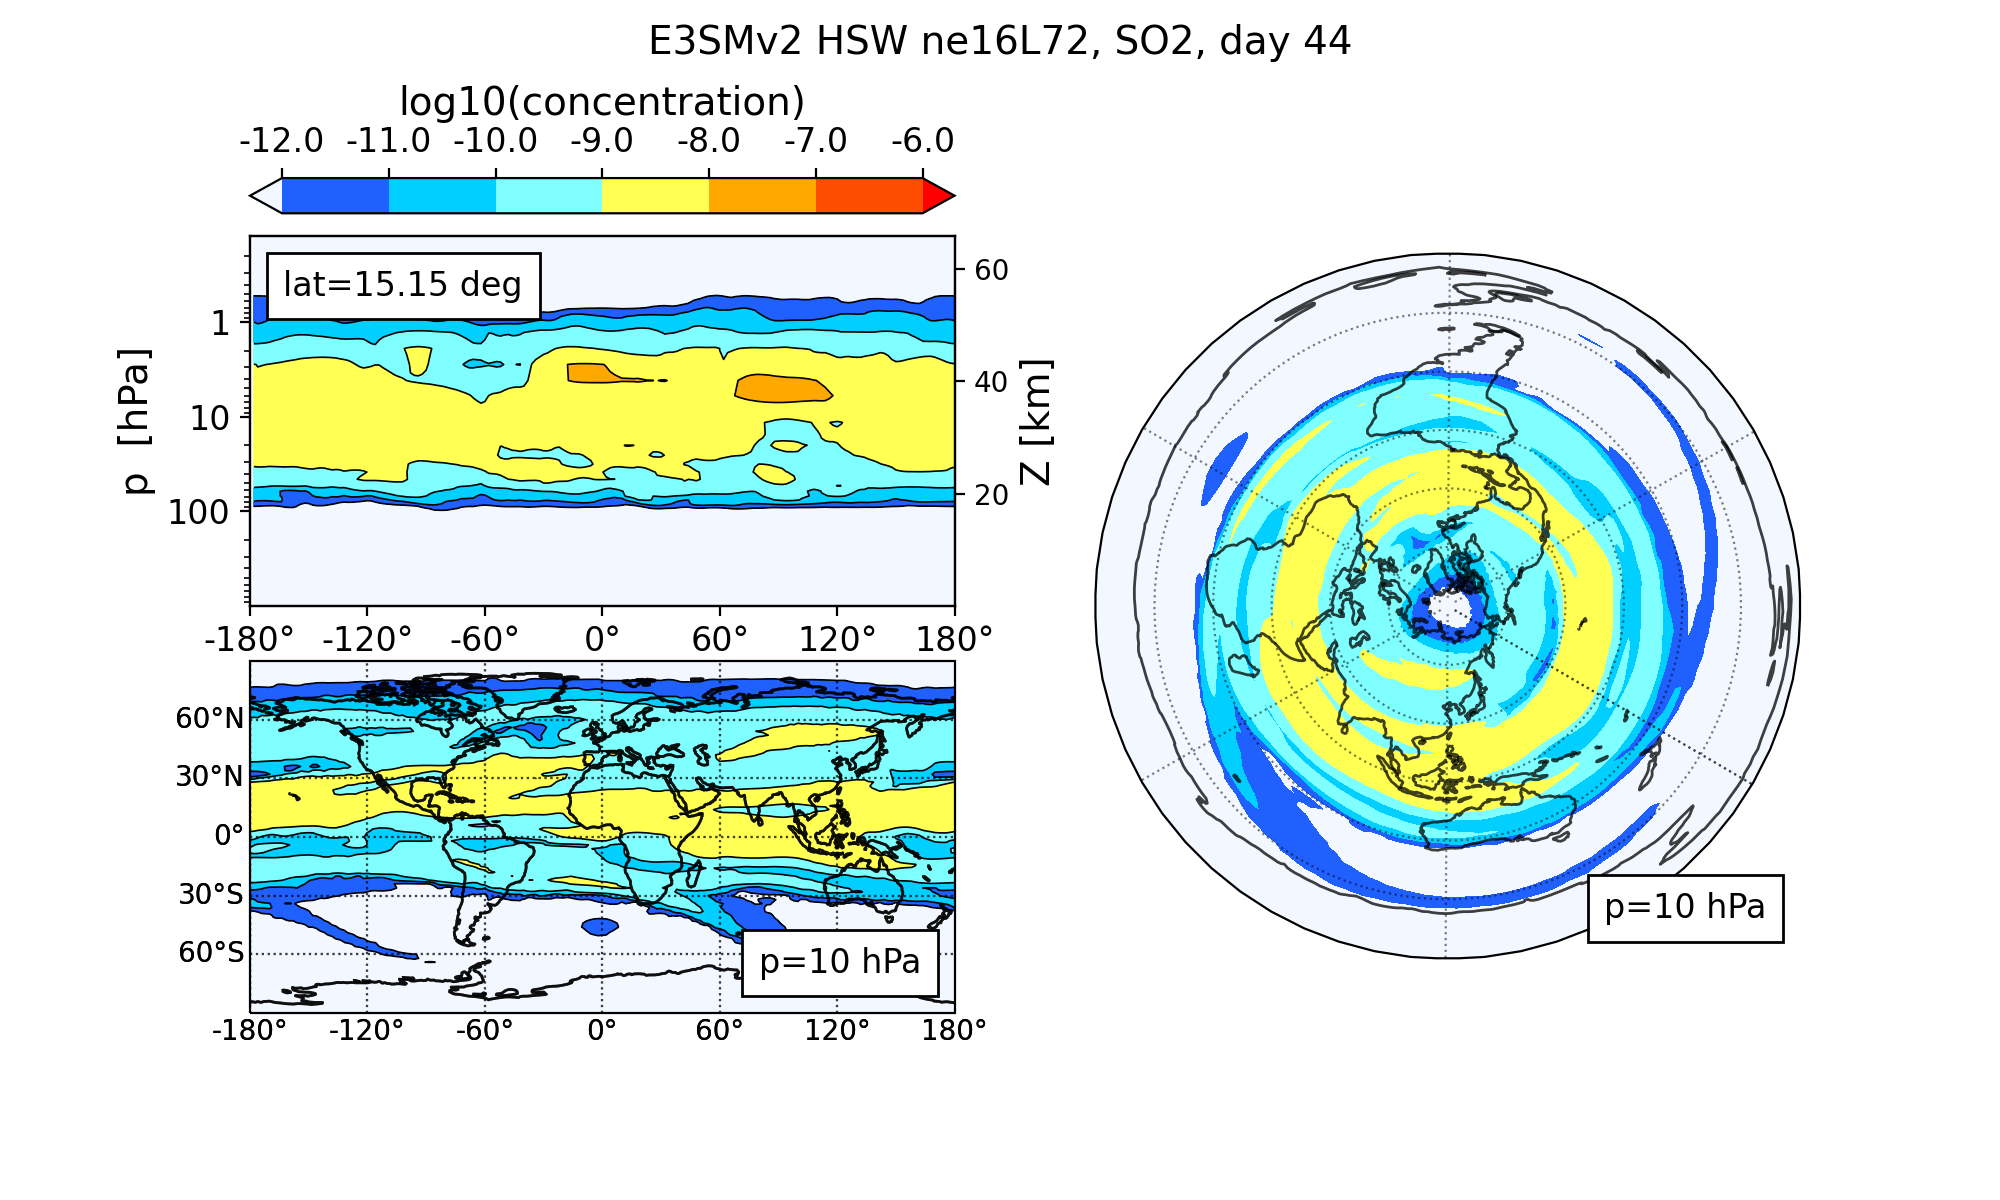 E3SMv2 HSW ne16L72, SO2, day 44
log10(concentration)
-12.0 -11.0 -10.0 -9.0 -8.0 -7.0 -6.0
lat=15.15 deg
p [hPa]
1
10
100
Z [km]
60
40
20
-180° -120° -60° 0° 60° 120° 180°
60°N
30°N
0°
30°S
60°S
p=10 hPa
-180° -120° -60° 0° 60° 120° 180°
p=10 hPa